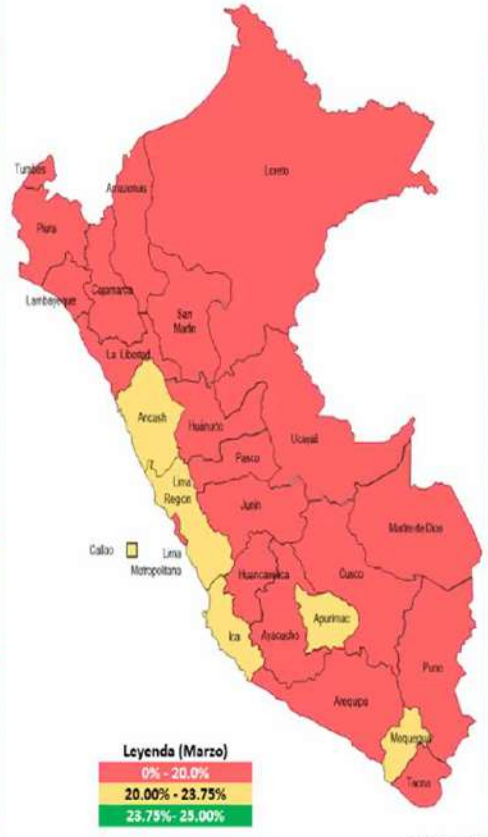 Tumbes
Amazonas
Loreto
Piura
Lambayeque
Cajamarca
San
Martin
La Libertad
Ancash
Huánuco
Ucayali
Pasco
Lima
Region
Junín
Madre de Dios
Callao
Lima
Metropolitana
Huancavelica
Cusco
Ica
Ayacucho
Apurimac
Puno
Arequipa
Moquegua
Tacna
Leyenda (Marzo)
0% - 20.0%
20.00% - 23.75%
23.75%- 25.00%